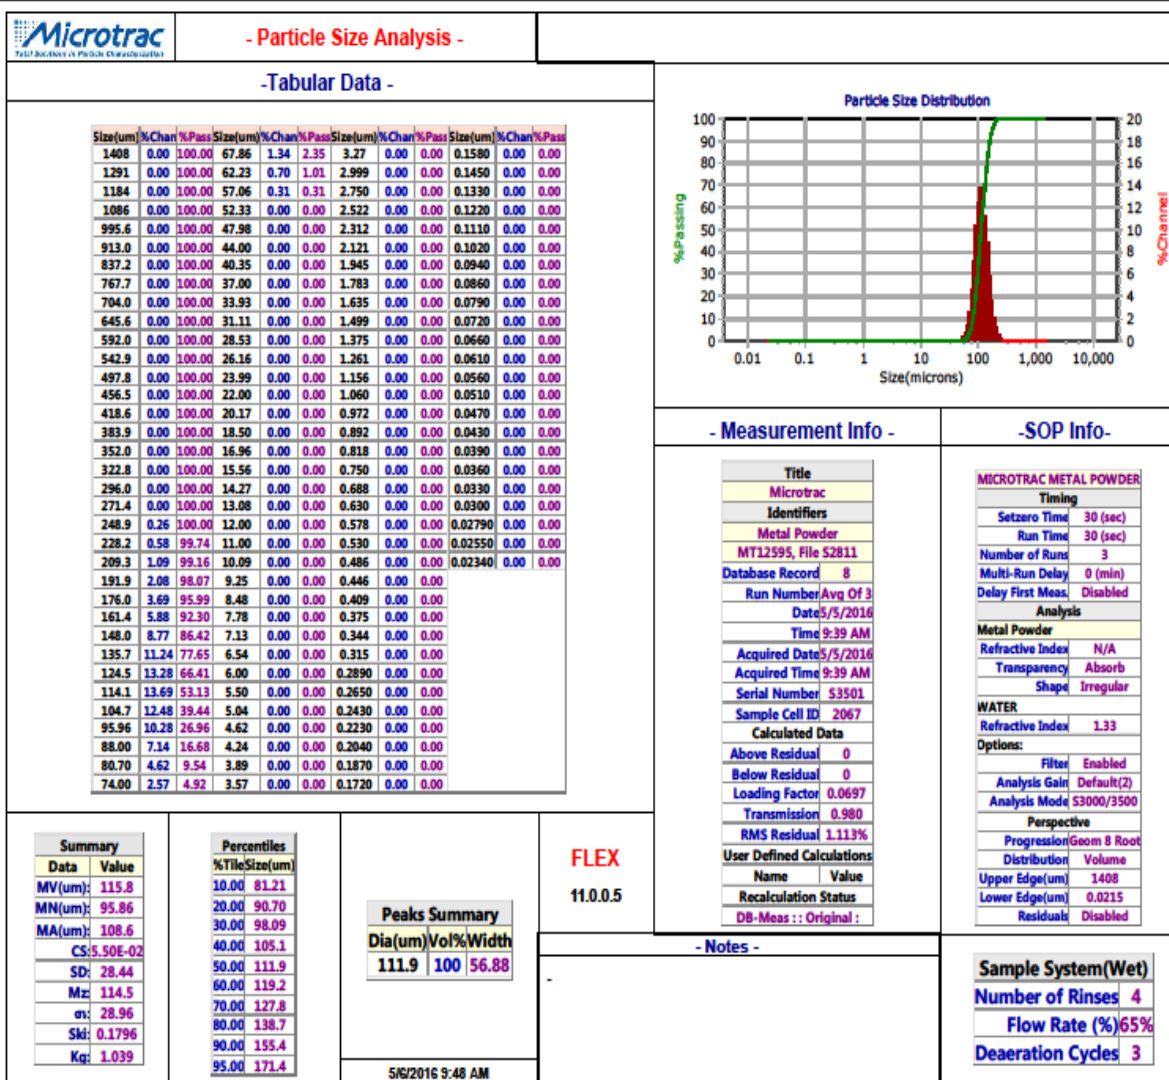 Microtrac
Total Solutions in Particle Characterization
- Particle Size Analysis -
-Tabular Data -
Size(um) %Chan %Pass Size(um) %Chan %Pass Size(um) %Chan %Pass Size(um) %Chan %Pass
1408 0.00 100.00 67.86 1.34 2.35 3.27 0.00 0.00 0.1580 0.00 0.00
1291 0.00 100.00 62.23 0.70 1.01 2.999 0.00 0.00 0.1450 0.00 0.00
1184 0.00 100.00 57.06 0.31 0.31 2.750 0.00 0.00 0.1330 0.00 0.00
1086 0.00 100.00 52.33 0.00 0.00 2.522 0.00 0.00 0.1220 0.00 0.00
995.6 0.00 100.00 47.98 0.00 0.00 2.312 0.00 0.00 0.1110 0.00 0.00
913.0 0.00 100.00 44.00 0.00 0.00 2.121 0.00 0.00 0.1020 0.00 0.00
837.2 0.00 100.00 40.35 0.00 0.00 1.945 0.00 0.00 0.0940 0.00 0.00
767.7 0.00 100.00 37.00 0.00 0.00 1.783 0.00 0.00 0.0860 0.00 0.00
704.0 0.00 100.00 33.93 0.00 0.00 1.635 0.00 0.00 0.0790 0.00 0.00
645.6 0.00 100.00 31.11 0.00 0.00 1.499 0.00 0.00 0.0720 0.00 0.00
592.0 0.00 100.00 28.53 0.00 0.00 1.375 0.00 0.00 0.0660 0.00 0.00
542.9 0.00 100.00 26.16 0.00 0.00 1.261 0.00 0.00 0.0610 0.00 0.00
497.8 0.00 100.00 23.99 0.00 0.00 1.156 0.00 0.00 0.0560 0.00 0.00
456.5 0.00 100.00 22.00 0.00 0.00 1.060 0.00 0.00 0.0510 0.00 0.00
418.6 0.00 100.00 20.17 0.00 0.00 0.972 0.00 0.00 0.0470 0.00 0.00
383.9 0.00 100.00 18.50 0.00 0.00 0.892 0.00 0.00 0.0430 0.00 0.00
352.0 0.00 100.00 16.96 0.00 0.00 0.818 0.00 0.00 0.0390 0.00 0.00
322.8 0.00 100.00 15.56 0.00 0.00 0.750 0.00 0.00 0.0360 0.00 0.00
296.0 0.00 100.00 14.27 0.00 0.00 0.688 0.00 0.00 0.0330 0.00 0.00
271.4 0.00 100.00 13.08 0.00 0.00 0.630 0.00 0.00 0.0300 0.00 0.00
248.9 0.26 100.00 12.00 0.00 0.00 0.578 0.00 0.00 0.02790 0.00 0.00
228.2 0.58 99.74 11.00 0.00 0.00 0.530 0.00 0.00 0.02550 0.00 0.00
209.3 1.09 99.16 10.09 0.00 0.00 0.486 0.00 0.00 0.02340 0.00 0.00
191.9 2.08 98.07 9.25 0.00 0.00 0.446 0.00 0.00
176.0 3.69 95.99 8.48 0.00 0.00 0.409 0.00 0.00
161.4 5.88 92.30 7.78 0.00 0.00 0.375 0.00 0.00
148.0 8.77 86.42 7.13 0.00 0.00 0.344 0.00 0.00
135.7 11.24 77.65 6.54 0.00 0.00 0.315 0.00 0.00
124.5 13.28 66.41 6.00 0.00 0.00 0.2890 0.00 0.00
114.1 13.69 53.13 5.50 0.00 0.00 0.2650 0.00 0.00
104.7 12.48 39.44 5.04 0.00 0.00 0.2430 0.00 0.00
95.96 10.28 26.96 4.62 0.00 0.00 0.2230 0.00 0.00
88.00 7.14 16.68 4.24 0.00 0.00 0.2040 0.00 0.00
80.70 4.62 9.54 3.89 0.00 0.00 0.1870 0.00 0.00
74.00 2.57 4.92 3.57 0.00 0.00 0.1720 0.00 0.00
Particle Size Distribution
%Passing
%Channel
100 20
90 18
80 16
70 14
60 12
50 10
40 8
30 6
20 4
10 2
0 0
0.01 0.1 1 10 100 1,000 10,000
Size(microns)
- Measurement Info -
Title
Microtrac
Identifiers
Metal Powder
MT12595, File S2811
Database Record 8
Run Number Avg Of 3
Date 5/5/2016
Time 9:39 AM
Acquired Date 5/5/2016
Acquired Time 9:39 AM
Serial Number S3501
Sample Cell ID 2067
Calculated Data
Above Residual 0
Below Residual 0
Loading Factor 0.0697
Transmission 0.980
RMS Residual 1.113%
User Defined Calculations
Name Value
Recalculation Status
DB-Meas : : Original :
-SOP Info-
MICROTRAC METAL POWDER
Timing
Setzero Time 30 (sec)
Run Time 30 (sec)
Number of Runs 3
Multi-Run Delay 0 (min)
Delay First Meas. Disabled
Analysis
Metal Powder
Refractive Index N/A
Transparency Absorb
Shape Irregular
WATER
Refractive Index 1.33
Options:
Filter Enabled
Analysis Gain Default(2)
Analysis Mode S3000/3500
Perspective
Progression Geom 8 Root
Distribution Volume
Upper Edge(um) 1408
Lower Edge(um) 0.0215
Residuals Disabled
Summary
Data Value
MV(um): 115.8
MN(um): 95.86
MA(um): 108.6
CS: 5.50E-02
SD: 28.44
Mz: 114.5
σı: 28.96
Ski: 0.1796
Kg: 1.039
Percentiles
%Tile Size(um)
10.00 81.21
20.00 90.70
30.00 98.09
40.00 105.1
50.00 111.9
60.00 119.2
70.00 127.8
80.00 138.7
90.00 155.4
95.00 171.4
Peaks Summary
Dia(um) Vol% Width
111.9 100 56.88
5/6/2016 9:48 AM
FLEX
11.0.0.5
- Notes -
-
Sample System(Wet)
Number of Rinses 4
Flow Rate (%) 65%
Deaeration Cycles 3